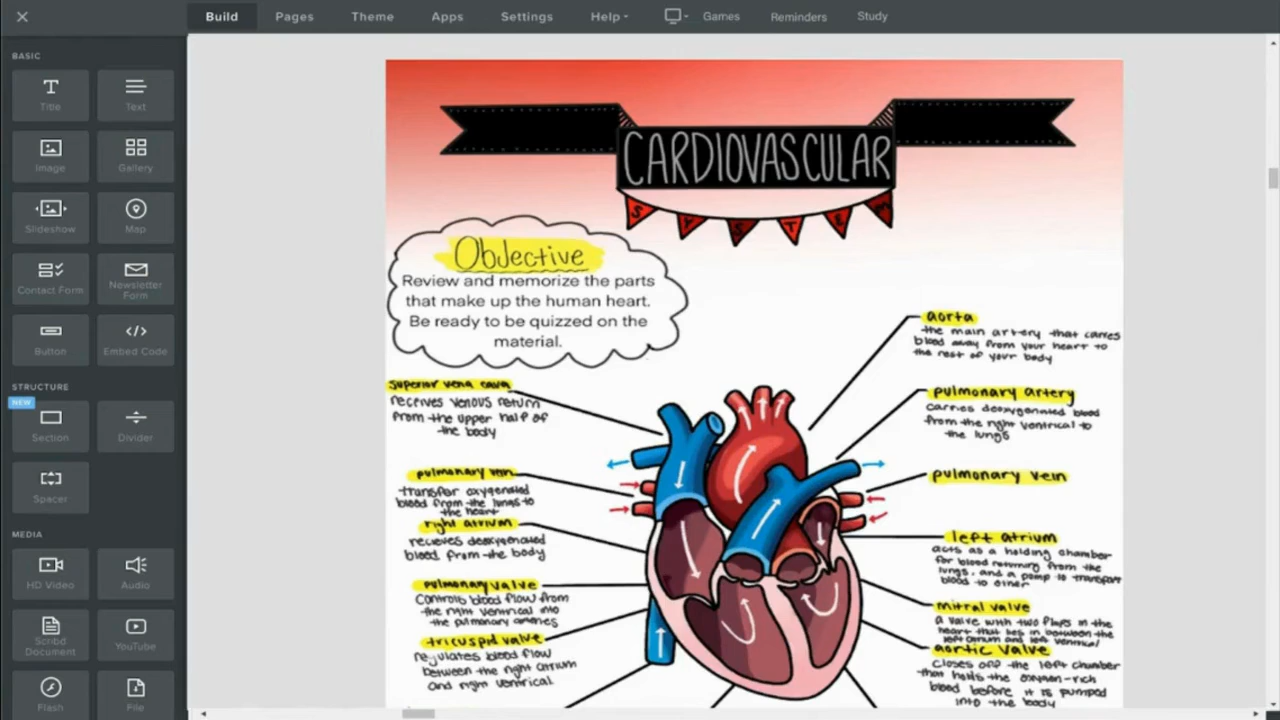 Build Pages Theme Apps Settings Help Games Reminders Study
BASIC
Title Text
Image Gallery
Slideshow Map
Contact Form Newsletter
Form
Button Embed Code
STRUCTURE
NEW
Section Divider
Spacer
MEDIA
HD Video Audio
Scribd
Document YouTube
Flash File
CARDIOVASCULAR
SYSTEM
Objective
Review and memorize the parts
that make up the human heart.
Be ready to be quizzed on the
material.
superior vena cava
receives venous return
from the upper half of
the body
pulmonary vein
transfer oxygenated
blood from the lungs to
the heart
right atrium
recieves deoxygenated
blood from the body
pulmonary valve
controls blood flow from
the right ventrical into
the pulmonary arteries
tricuspid valve
regulates blood flow
between the right atrium
and right ventrical
aorta
the main artery that carries
blood away from your heart to
the rest of your body
pulmonary artery
carries deoxygenated blood
from the right ventrical to
the lungs
pulmonary vein
left atrium
acts as a holding chamber
for blood returning from the
lungs, and a pump to transport
blood to other
mitral valve
a valve with two flaps in the
heart that lies in between the
left atrium and left ventrical
aortic valve
closes off the left chamber
that holds the oxygen-rich
blood before it is pumped
into the body